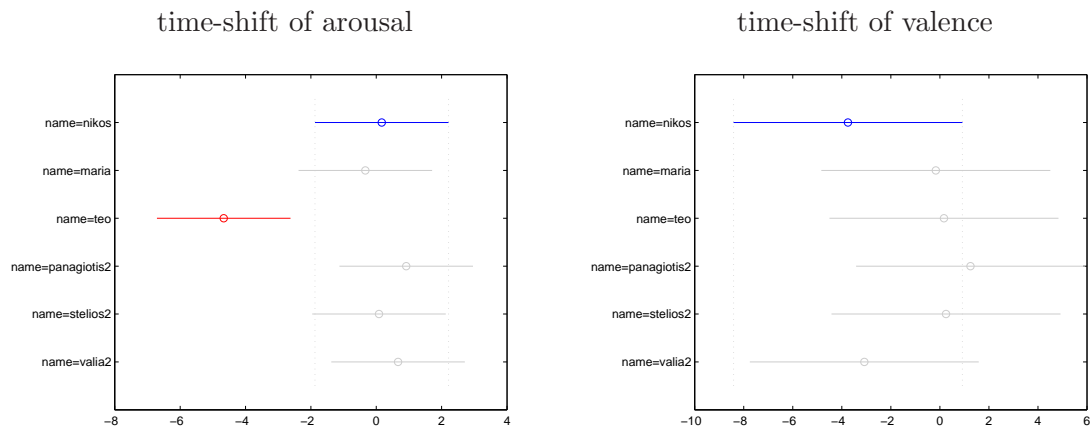 time-shift of arousal
name=nikos
name=maria
name=teo
name=panagiotis2
name=stelios2
name=valia2
−8 −6 −4 −2 0 2 4
time-shift of valence
name=nikos
name=maria
name=teo
name=panagiotis2
name=stelios2
name=valia2
−10 −8 −6 −4 −2 0 2 4 6